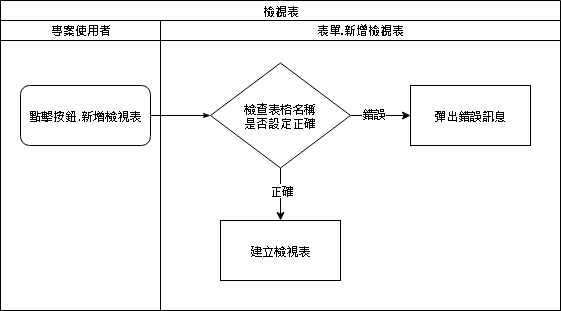 檢視表
專案使用者
表單.新增檢視表
點擊按鈕.新增檢視表
檢查表格名稱
是否設定正確
錯誤
彈出錯誤訊息
正確
建立檢視表